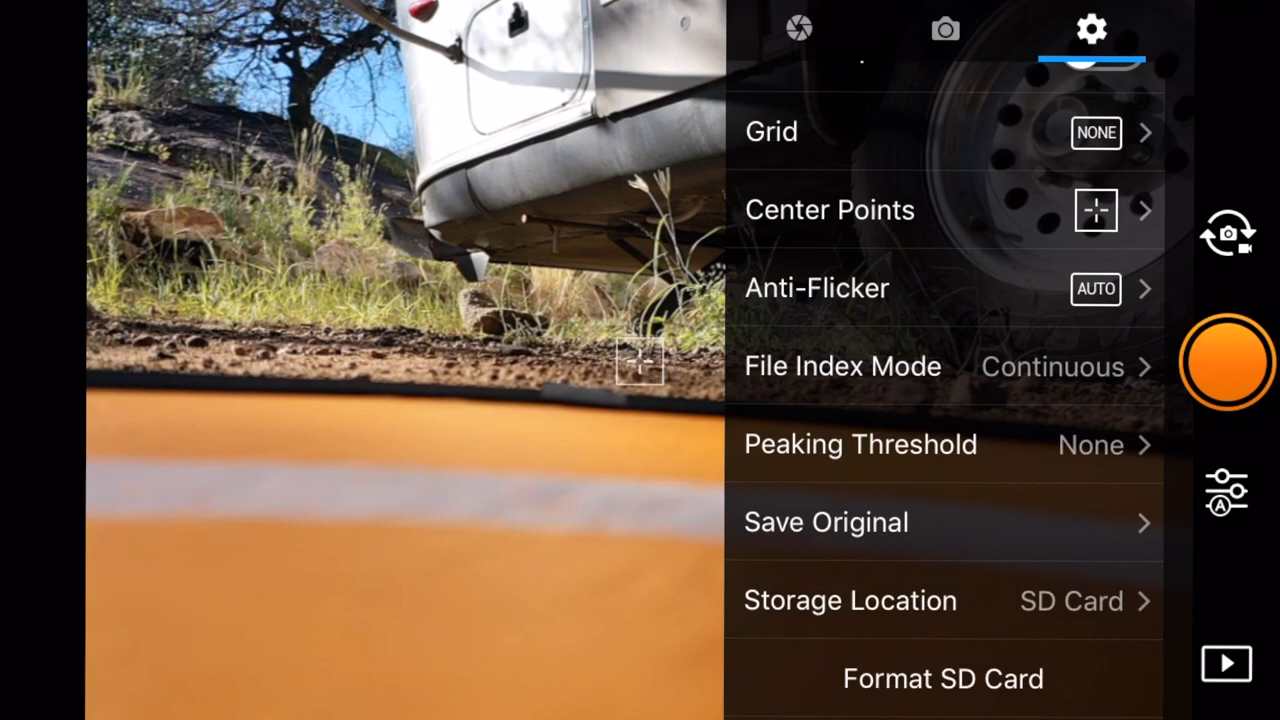 Grid NONE
Center Points
Anti-Flicker AUTO
File Index Mode Continuous
Peaking Threshold None
A
Save Original
Storage Location SD Card
Format SD Card